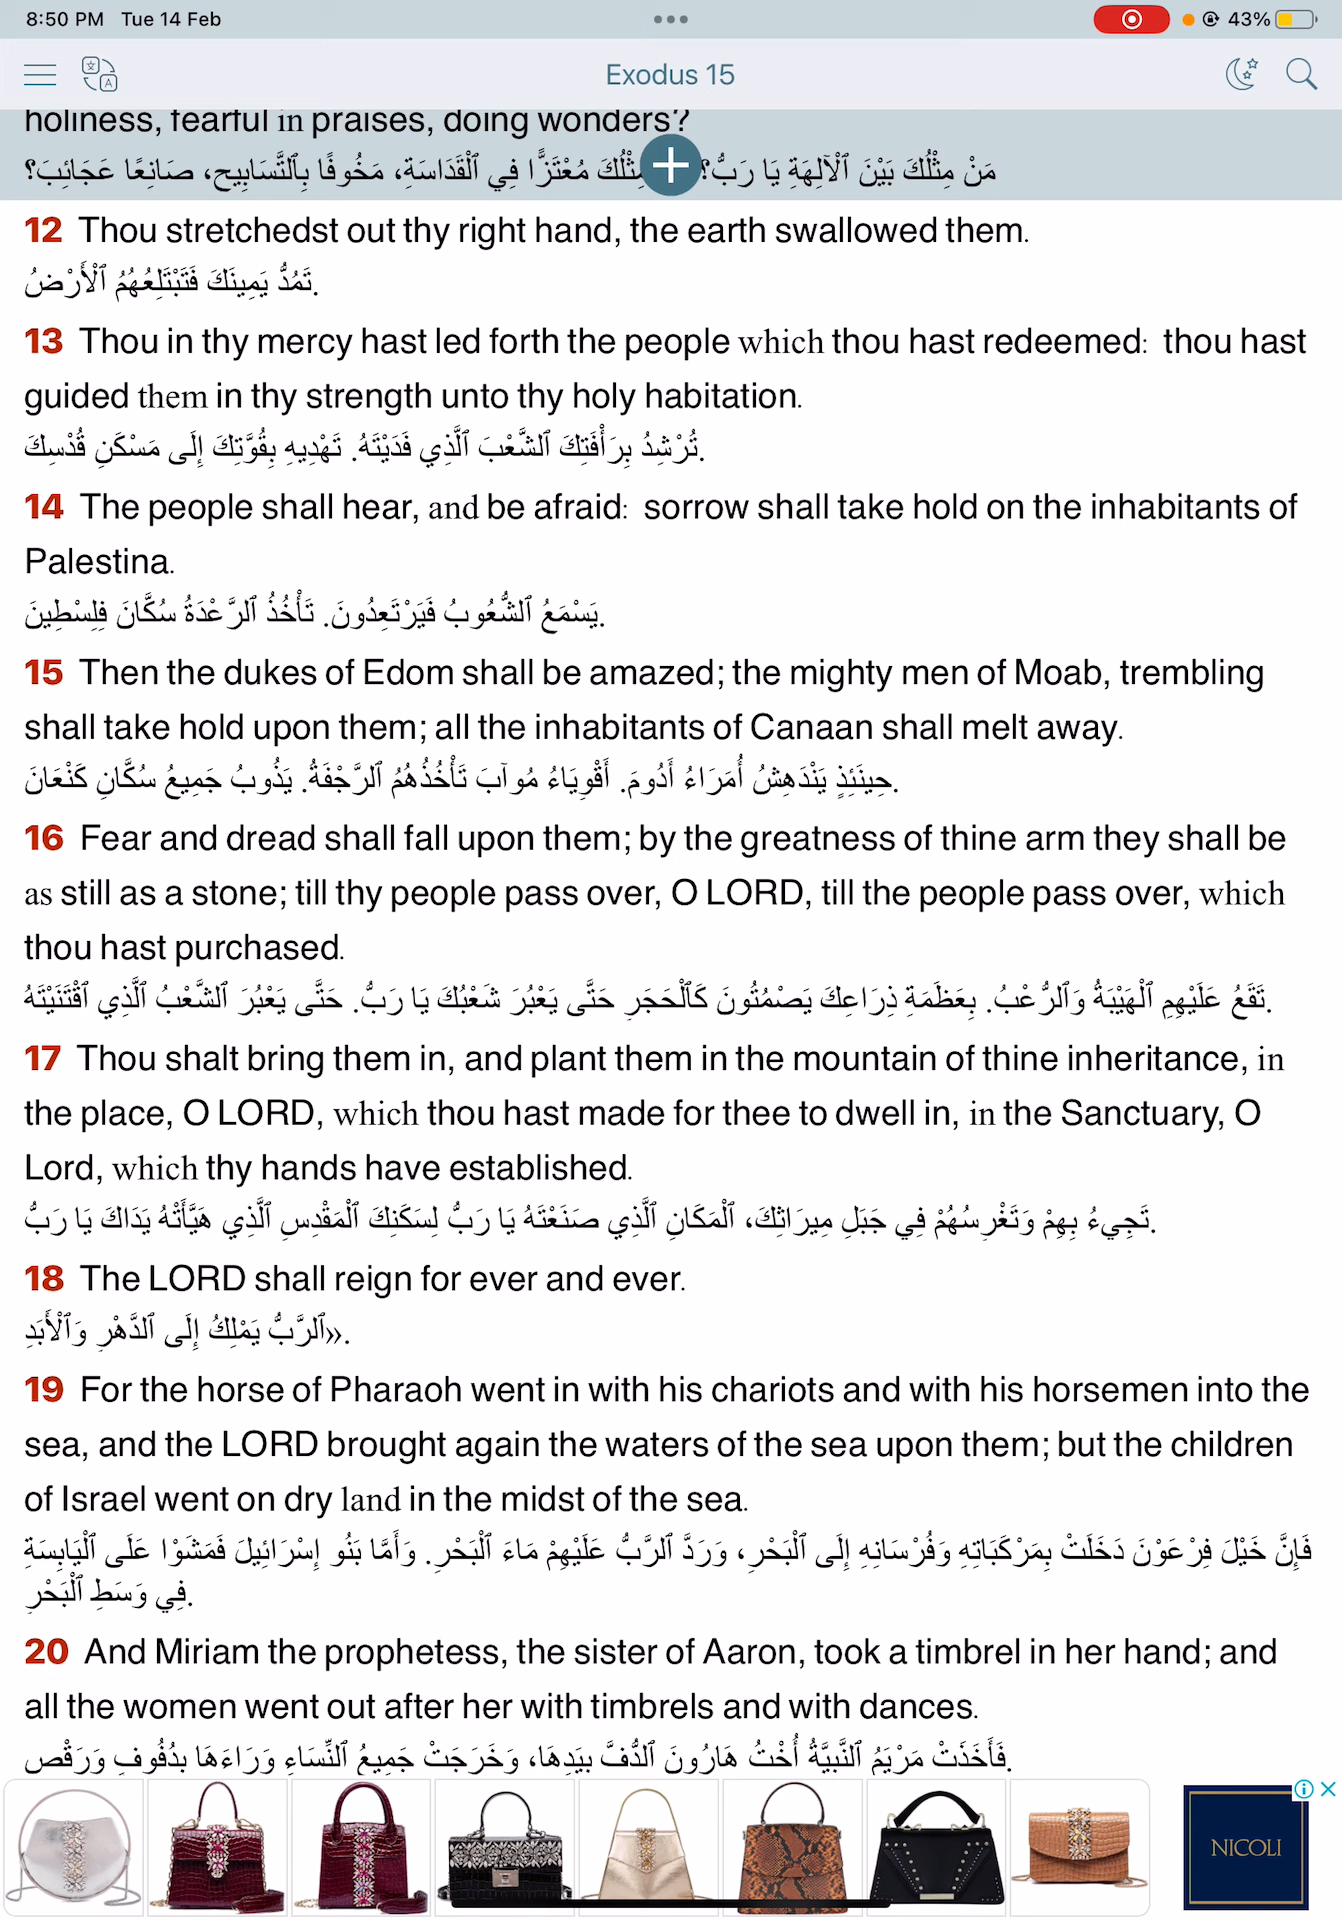 8:50 PM Tue 14 Feb
43%
Exodus 15
holiness, fearful in praises, doing wonders?
مَنْ مِثْلُكَ بَيْنَ ٱلْآلِهَةِ يَا رَبُّ؟ مِثْلُكَ مُعْتَزًّا فِي ٱلْقَدَاسَةِ، مَخُوفًا بِٱلتَّسَابِيحِ، صَانِعًا عَجَائِبَ؟
12 Thou stretchedst out thy right hand, the earth swallowed them.
تَمُدُّ يَمِينَكَ فَتَبْتَلِعُهُمُ ٱلْأَرْضُ.
13 Thou in thy mercy hast led forth the people which thou hast redeemed: thou hast
guided them in thy strength unto thy holy habitation.
تُرْشِدُ بِرَأْفَتِكَ ٱلشَّعْبَ ٱلَّذِي فَدَيْتَهُ. تَهْدِيهِ بِقُوَّتِكَ إِلَى مَسْكَنِ قُدْسِكَ.
14 The people shall hear, and be afraid: sorrow shall take hold on the inhabitants of
Palestina.
يَسْمَعُ ٱلشُّعُوبُ فَيَرْتَعِدُونَ. تَأْخُذُ ٱلرَّعْدَةُ سُكَّانَ فِلِسْطِينَ.
15 Then the dukes of Edom shall be amazed; the mighty men of Moab, trembling
shall take hold upon them; all the inhabitants of Canaan shall melt away.
حِينَئِذٍ يَنْدَهِشُ أُمَرَاءُ أَدُومَ. أَقْوِيَاءُ مُوآبَ تَأْخُذُهُمُ ٱلرَّجْفَةُ. يَذُوبُ جَمِيعُ سُكَّانِ كَنْعَانَ.
16 Fear and dread shall fall upon them; by the greatness of thine arm they shall be
as still as a stone; till thy people pass over, O LORD, till the people pass over, which
thou hast purchased.
تَقَعُ عَلَيْهِمِ ٱلْهَيْبَةُ وَٱلرُّعْبُ. بِعَظَمَةِ ذِرَاعِكَ يَصْمُتُونَ كَٱلْحَجَرِ حَتَّى يَعْبُرَ شَعْبُكَ يَا رَبُّ. حَتَّى يَعْبُرَ ٱلشَّعْبُ ٱلَّذِي ٱقْتَنَيْتَهُ.
17 Thou shalt bring them in, and plant them in the mountain of thine inheritance, in
the place, O LORD, which thou hast made for thee to dwell in, in the Sanctuary, O
Lord, which thy hands have established.
تَجِيءُ بِهِمْ وَتَغْرِسُهُمْ فِي جَبَلِ مِيرَاثِكَ، ٱلْمَكَانِ ٱلَّذِي صَنَعْتَهُ يَا رَبُّ لِسَكَنِكَ ٱلْمَقْدِسِ ٱلَّذِي هَيَّأَتْهُ يَدَاكَ يَا رَبُّ.
18 The LORD shall reign for ever and ever.
ٱلرَّبُّ يَمْلِكُ إِلَى ٱلدَّهْرِ وَٱلْأَبَدِ».
19 For the horse of Pharaoh went in with his chariots and with his horsemen into the
sea, and the LORD brought again the waters of the sea upon them; but the children
of Israel went on dry land in the midst of the sea.
فَإِنَّ خَيْلَ فِرْعَوْنَ دَخَلَتْ بِمَرْكَبَاتِهِ وَفُرْسَانِهِ إِلَى ٱلْبَحْرِ، وَرَدَّ ٱلرَّبُّ عَلَيْهِمْ مَاءَ ٱلْبَحْرِ. وَأَمَّا بَنُو إِسْرَائِيلَ فَمَشَوْا عَلَى ٱلْيَابِسَةِ
فِي وَسَطِ ٱلْبَحْرِ.
20 And Miriam the prophetess, the sister of Aaron, took a timbrel in her hand; and
all the women went out after her with timbrels and with dances.
فَأَخَذَتْ مَرْيَمُ ٱلنَّبِيَّةُ أُخْتُ هَارُونَ ٱلدُّفَّ بِيَدِهَا، وَخَرَجَتْ جَمِيعُ ٱلنِّسَاءِ وَرَاءَهَا بِدُفُوفٍ وَرَقْصٍ.
NICOLI